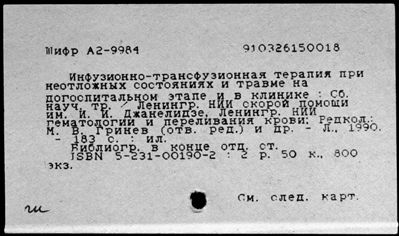 Шифр А2-9984 910326150018
Инфузионно-трансфузионная терапия при
неотложных состояниях и травме на
догоспитальном этапе и в клинике : Сб.
науч. тр. / Ленингр. НИИ скорой помощи
им. И. И. Джанелидзе, Ленингр. НИИ
гематологии и переливания крови; Редкол.:
М. В. Гринев (отв. ред.) и др. - Л., 1990.
- 183 с. : ил.
Библиогр. в конце отд. ст.
ISBN 5-231-00190-2 : 2 р. 50 к., 800
экз.
См. след. карт.